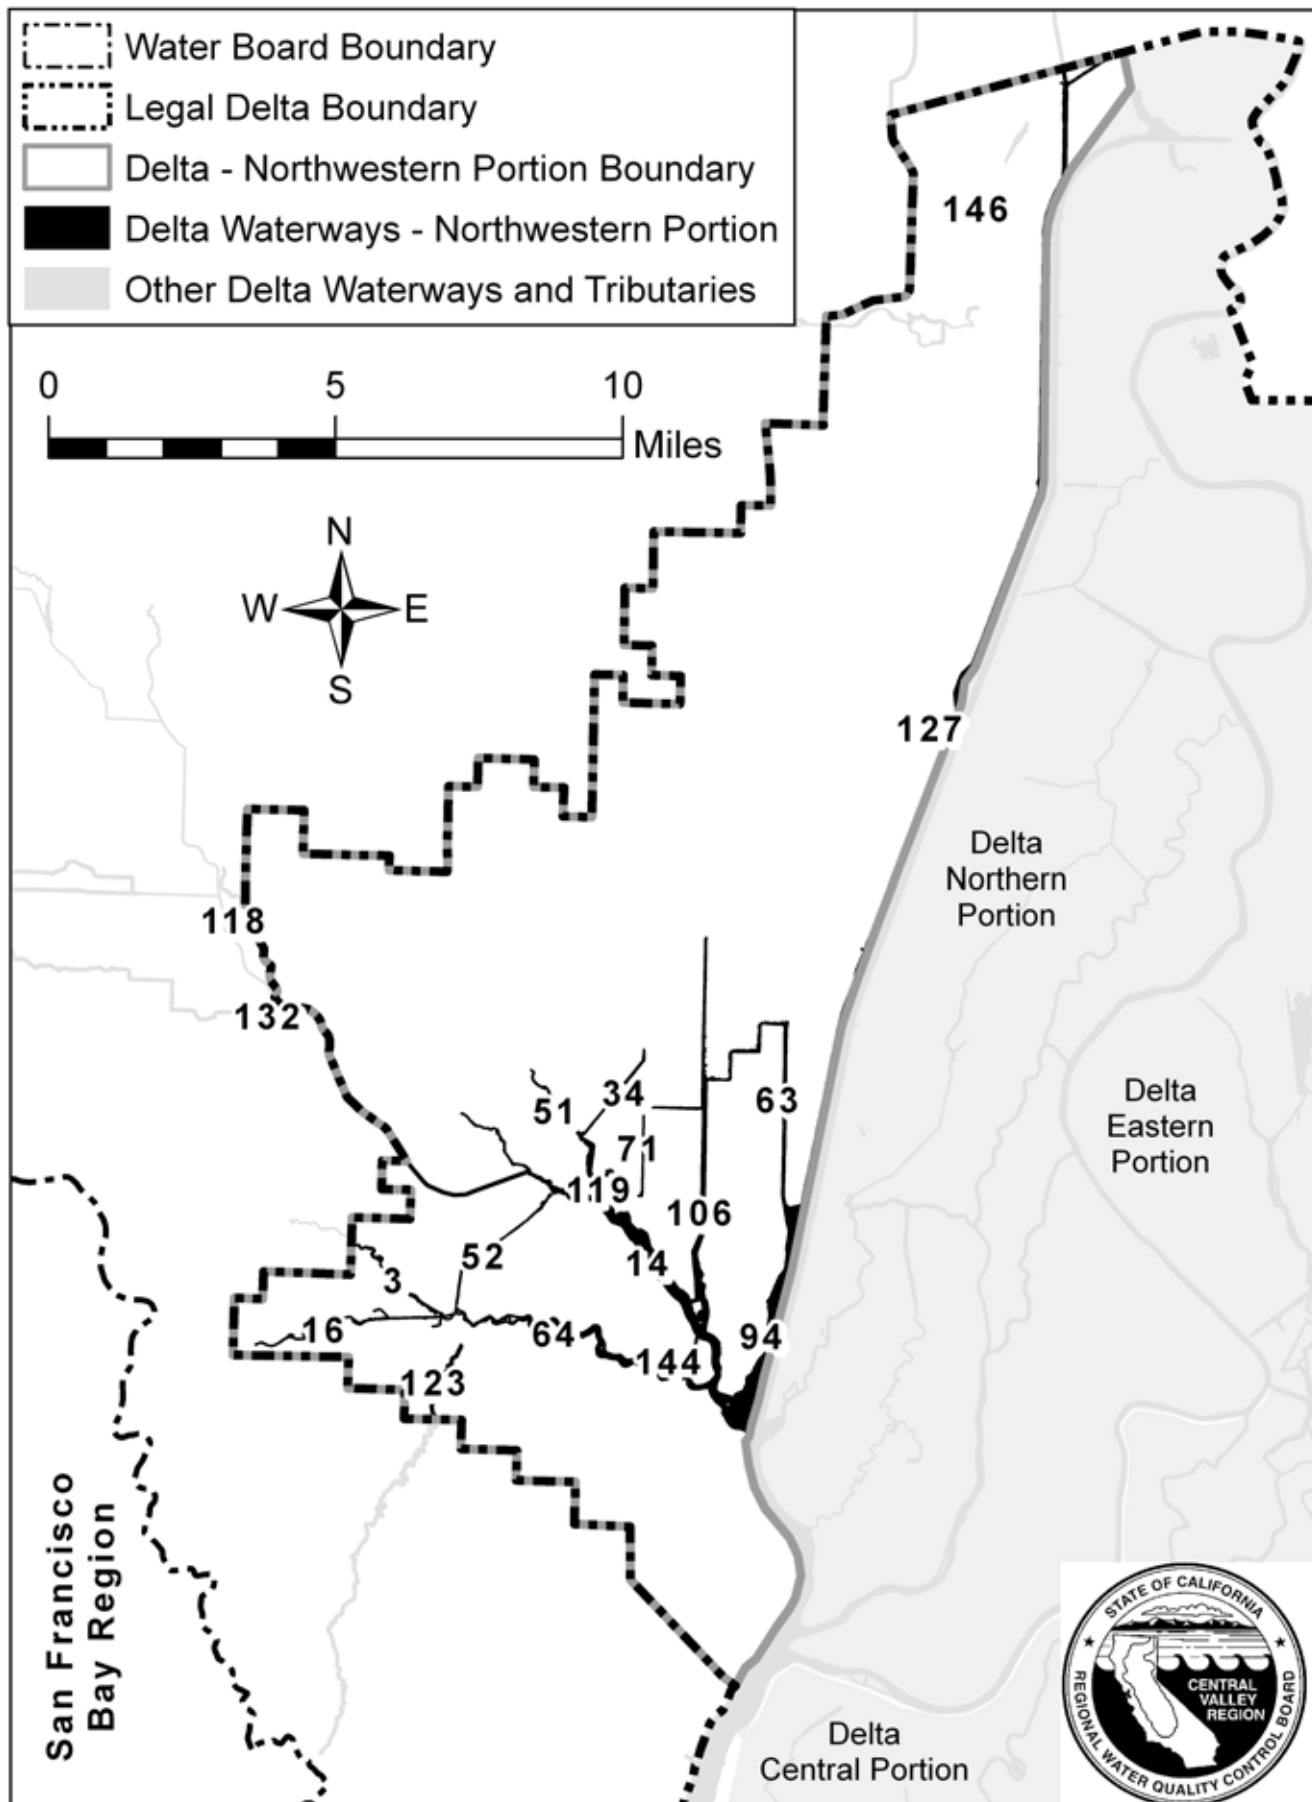 Water Board Boundary
Legal Delta Boundary
Delta - Northwestern Portion Boundary
Delta Waterways - Northwestern Portion
Other Delta Waterways and Tributaries
0 5 10
Miles
N
W E
S
146
127
118
132
Delta
Northern
Portion
Delta
Eastern
Portion
34
51
63
71
119
106
52
14
3
16
64
94
144
123
San Francisco
Bay Region
Delta
Central Portion
STATE OF CALIFORNIA
CENTRAL
VALLEY
REGION
REGIONAL WATER QUALITY CONTROL BOARD